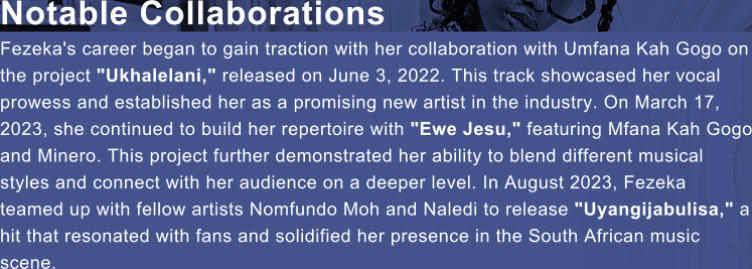 Notable Collaborations
Fezeka's career began to gain traction with her collaboration with Umfana Kah Gogo on
the project "Ukhalelani," released on June 3, 2022. This track showcased her vocal
prowess and established her as a promising new artist in the industry. On March 17,
2023, she continued to build her repertoire with "Ewe Jesu," featuring Mfana Kah Gogo
and Minero. This project further demonstrated her ability to blend different musical
styles and connect with her audience on a deeper level. In August 2023, Fezeka
teamed up with fellow artists Nomfundo Moh and Naledi to release "Uyangijabulisa," a
hit that resonated with fans and solidified her presence in the South African music
scene.